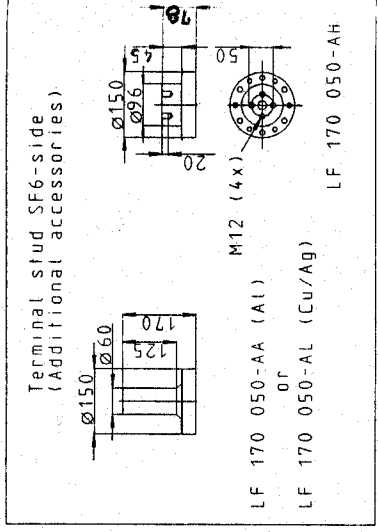 Terminal stud SF6-side
(Additional accessories)
Ø150
Ø60
125
170
LF 170 050-AA (Al)
or
LF 170 050-AL (Cu/Ag)
Ø150
Ø96
20
45
78
M12 (4x)
50
LF 170 050-AH